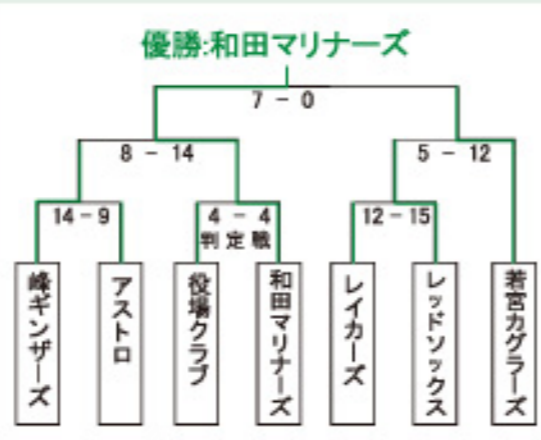 優勝:和田マリナーズ
7 - 0
8 - 14
5 - 12
14-9
4 - 4
判定戦
12-15
峰ギンザーズ
アストロ
役場クラブ
和田マリナーズ
レイカーズ
レッドソックス
若宮カグラーズ